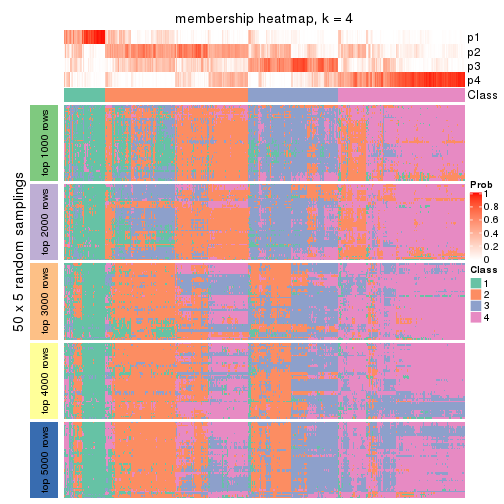 membership heatmap, k = 4
p1
p2
p3
p4
Class
50 x 5 random samplings
top 1000 rows
top 2000 rows
top 3000 rows
top 4000 rows
top 5000 rows
Prob
1
0.8
0.6
0.4
0.2
0
Class
1
2
3
4